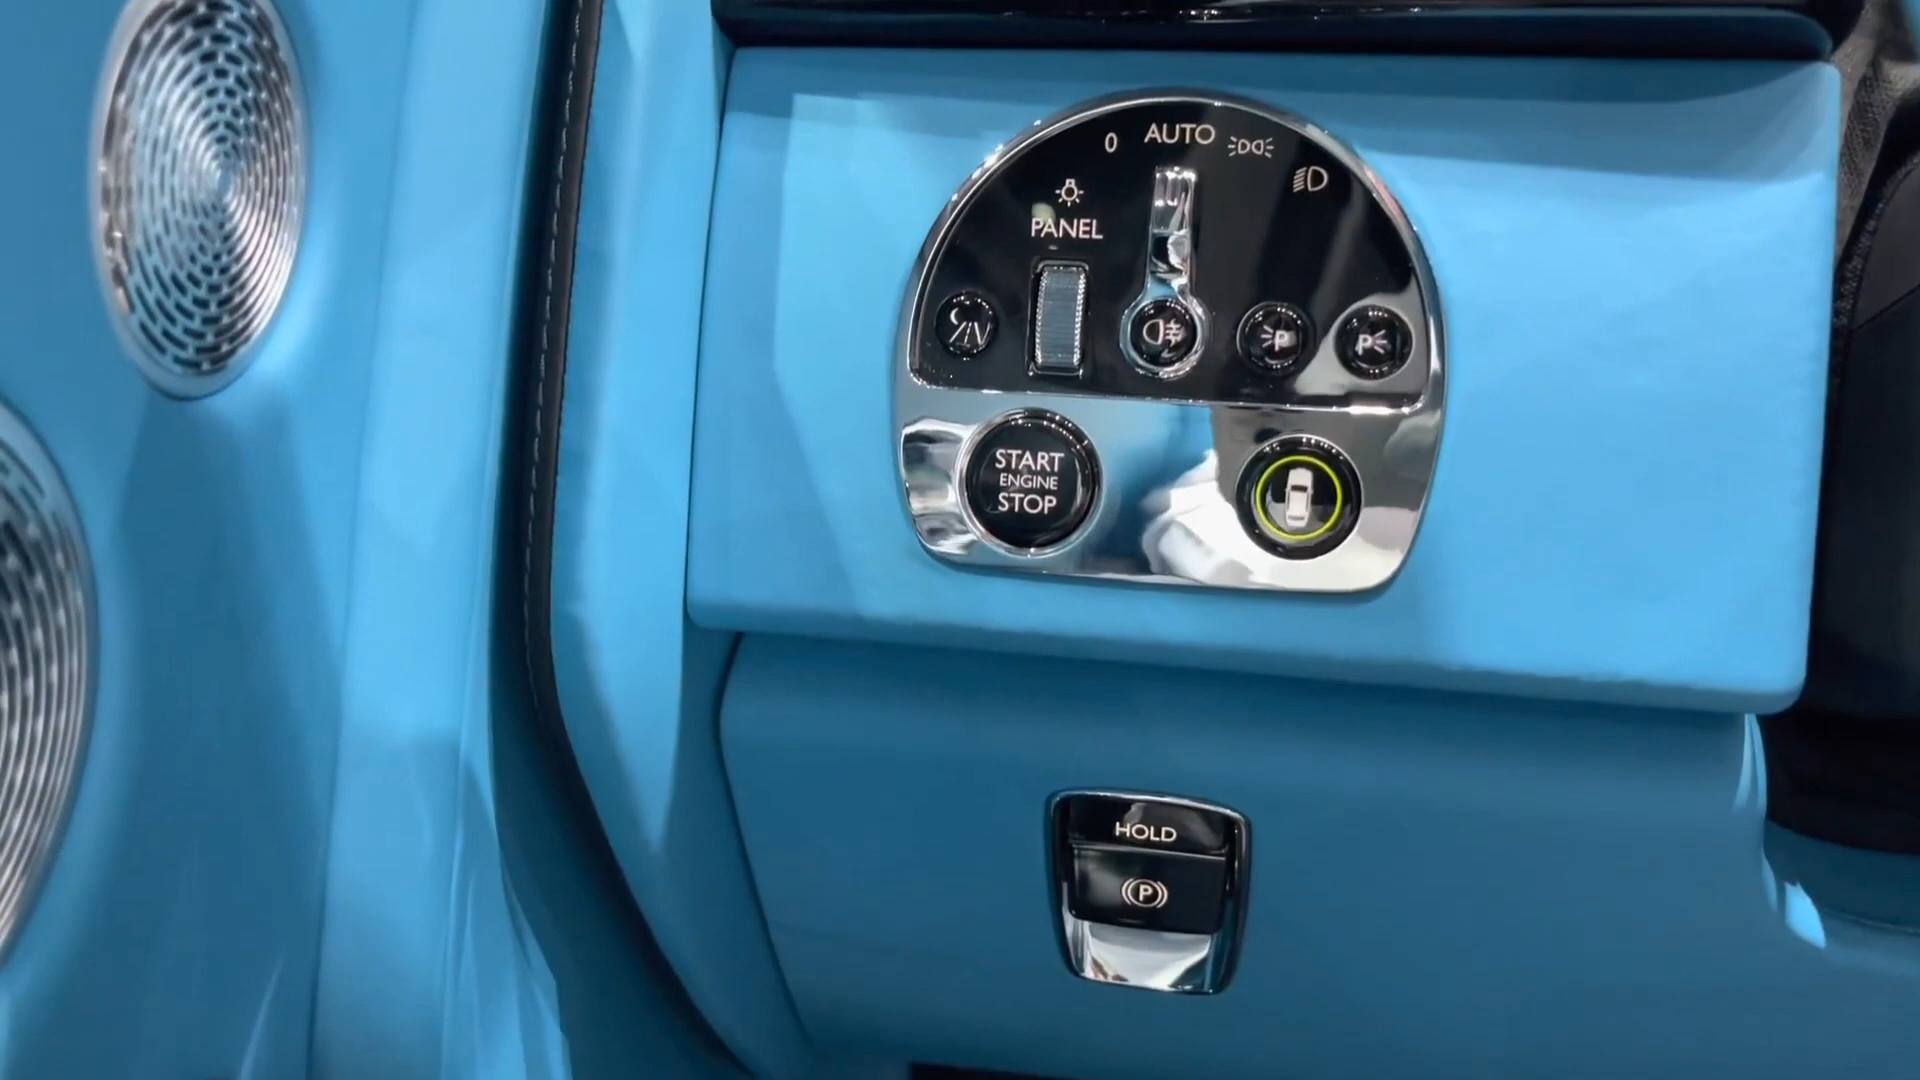 0 AUTO
PANEL
P
P
START
ENGINE
STOP
HOLD
P